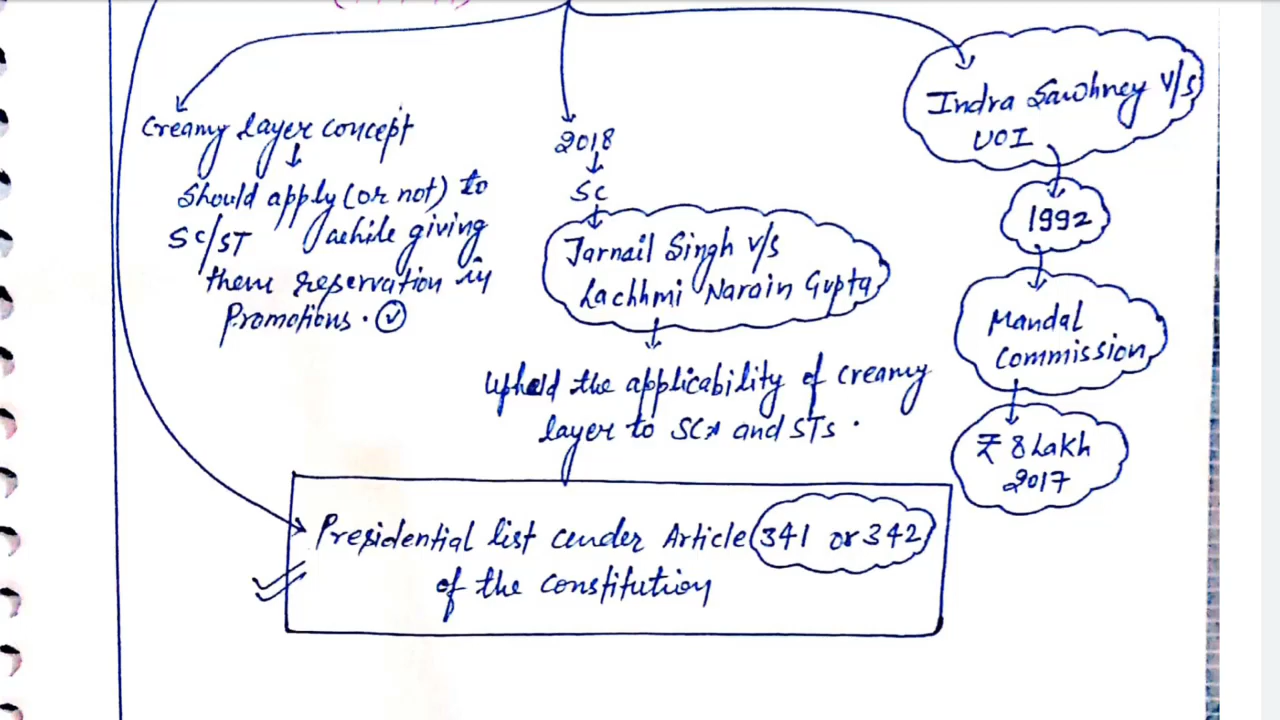 Creamy layer concept
Should apply (or not) to
SC/ST while giving
them reservation in
Promotions.
2018
SC
Jarnail Singh v/s
Lachhmi Narain Gupta
Upheld the applicability of creamy
layer to SCs and STs.
Indra Sawhney v/s
UOI
1992
Mandal
Commission
₹ 8 Lakh
2017
Presidential list under Article 341 or 342
of the constitution